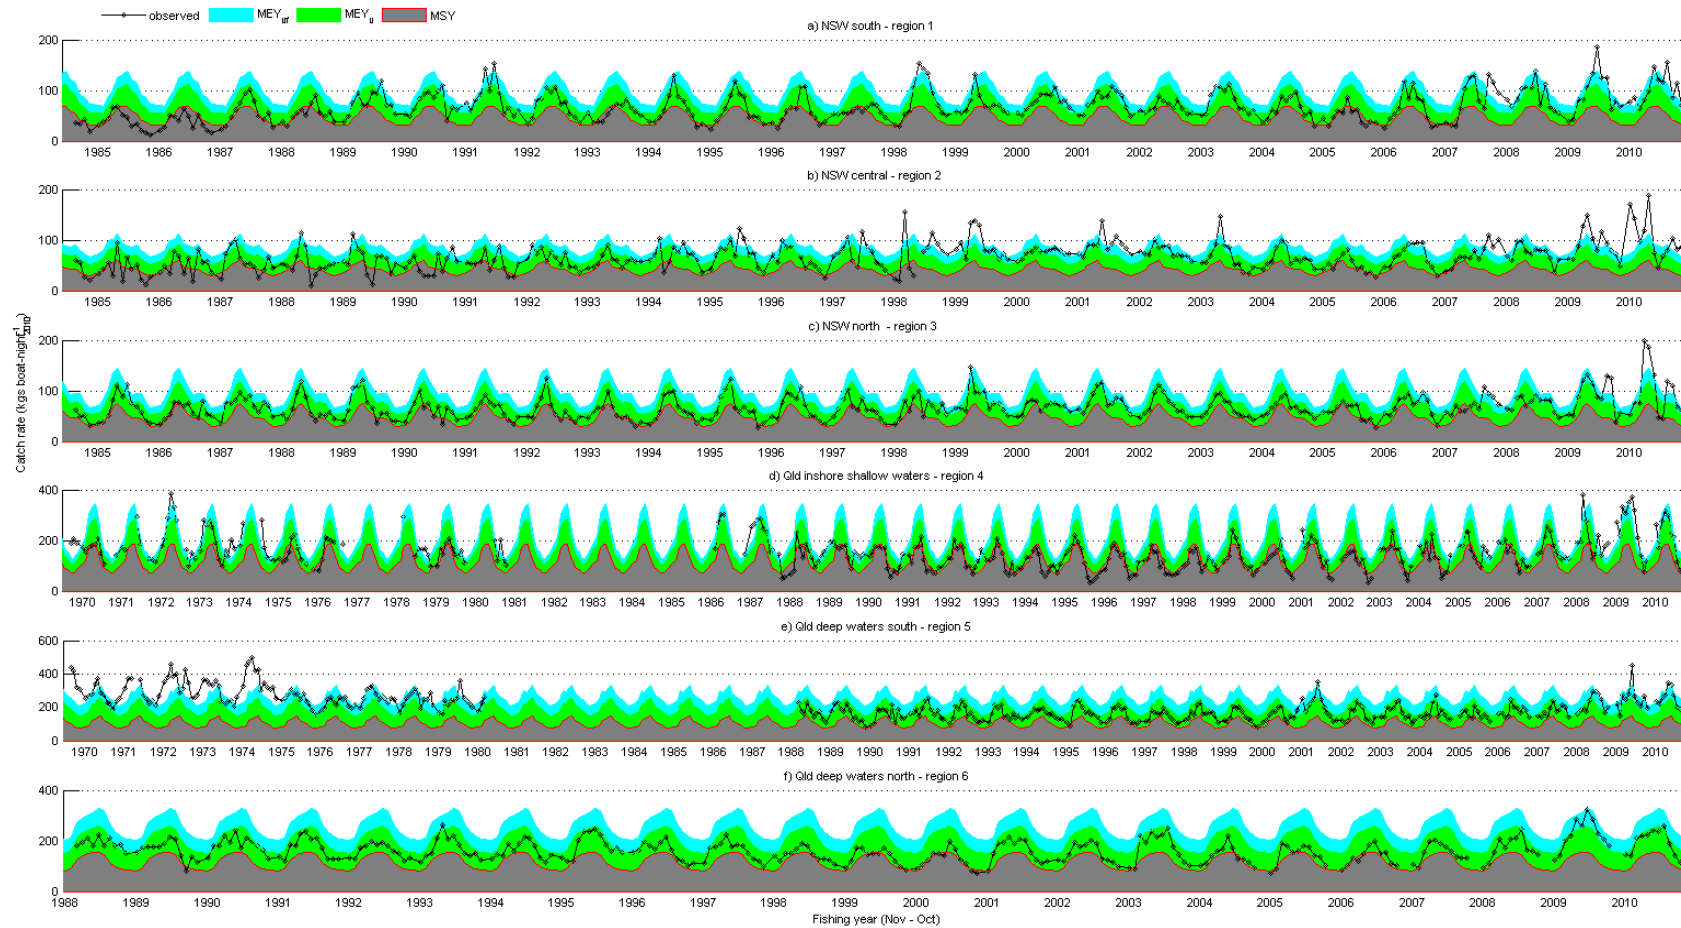 observed MEYuf MEYu MSY
a) NSW south - region 1
200
100
0
1985 1986 1987 1988 1989 1990 1991 1992 1993 1994 1995 1996 1997 1998 1999 2000 2001 2002 2003 2004 2005 2006 2007 2008 2009 2010
b) NSW central - region 2
200
100
0
1985 1986 1987 1988 1989 1990 1991 1992 1993 1994 1995 1996 1997 1998 1999 2000 2001 2002 2003 2004 2005 2006 2007 2008 2009 2010
c) NSW north - region 3
200
100
0
1985 1986 1987 1988 1989 1990 1991 1992 1993 1994 1995 1996 1997 1998 1999 2000 2001 2002 2003 2004 2005 2006 2007 2008 2009 2010
Catch rate (kgs boat-night
d) Qld inshore shallow waters - region 4
400
200
0
1970 1971 1972 1973 1974 1975 1976 1977 1978 1979 1980 1981 1982 1983 1984 1985 1986 1987 1988 1989 1990 1991 1992 1993 1994 1995 1996 1997 1998 1999 2000 2001 2002 2003 2004 2005 2006 2007 2008 2009 2010
e) Qld deep waters south - region 5
600
400
200
0
1970 1971 1972 1973 1974 1975 1976 1977 1978 1979 1980 1981 1982 1983 1984 1985 1986 1987 1988 1989 1990 1991 1992 1993 1994 1995 1996 1997 1998 1999 2000 2001 2002 2003 2004 2005 2006 2007 2008 2009 2010
f) Qld deep waters north - region 6
400
200
0
1988 1989 1990 1991 1992 1993 1994 1995 1996 1997 1998 1999 2000 2001 2002 2003 2004 2005 2006 2007 2008 2009 2010
Fishing year (Nov - Oct)